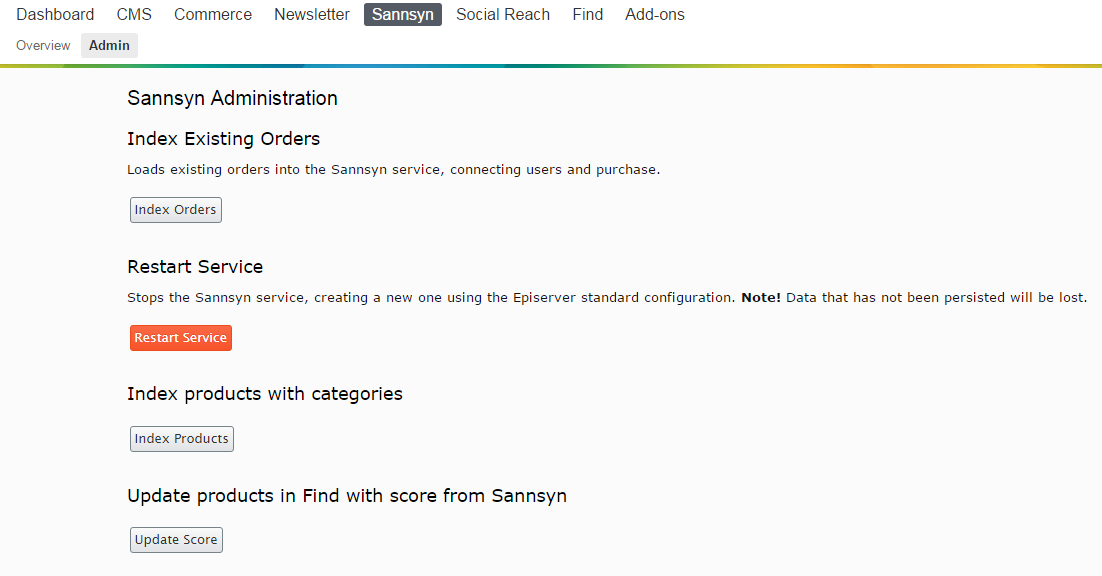 Dashboard CMS Commerce Newsletter Sannsyn Social Reach Find Add-ons
Overview Admin
Sannsyn Administration
Index Existing Orders
Loads existing orders into the Sannsyn service, connecting users and purchase.
Index Orders
Restart Service
Stops the Sannsyn service, creating a new one using the Episerver standard configuration. Note! Data that has not been persisted will be lost.
Restart Service
Index products with categories
Index Products
Update products in Find with score from Sannsyn
Update Score